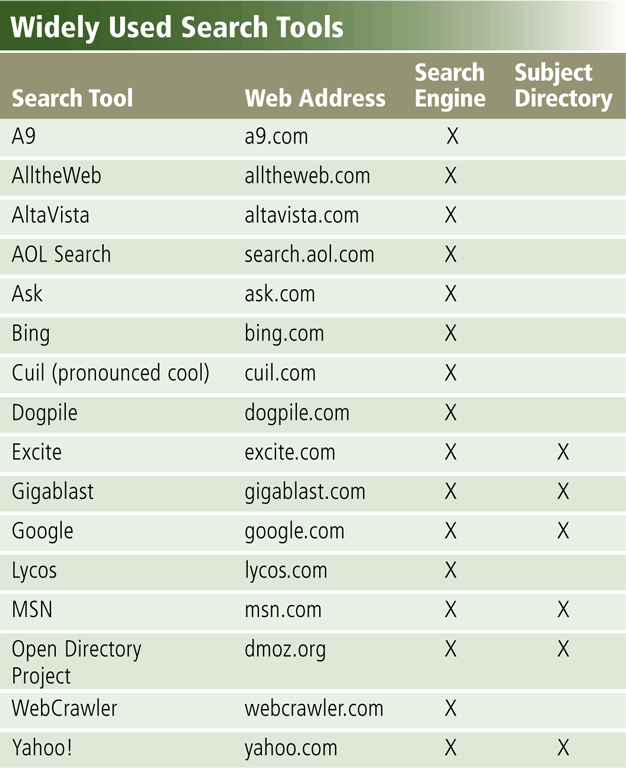 Widely Used Search Tools
Search Tool Web Address Search Engine Subject Directory
A9 a9.com X
AlltheWeb alltheweb.com X
AltaVista altavista.com X
AOL Search search.aol.com X
Ask ask.com X
Bing bing.com X
Cuil (pronounced cool) cuil.com X
Dogpile dogpile.com X
Excite excite.com X X
Gigablast gigablast.com X X
Google google.com X X
Lycos lycos.com X
MSN msn.com X X
Open Directory Project dmoz.org X X
WebCrawler webcrawler.com X
Yahoo! yahoo.com X X